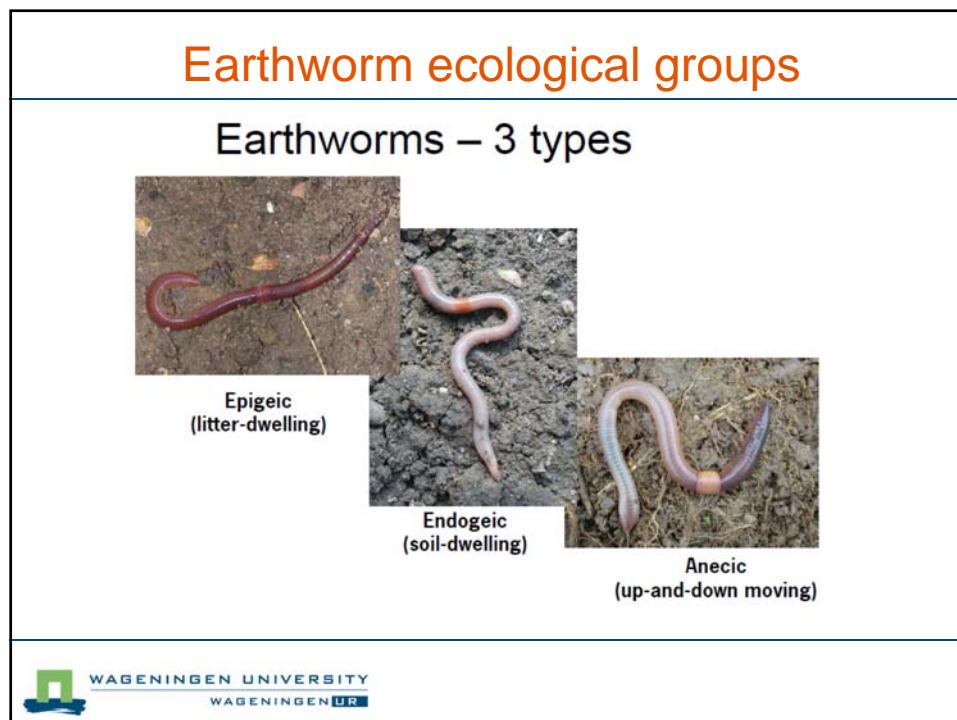 Earthworm ecological groups
Earthworms – 3 types
Epigeic
(litter-dwelling)
Endogeic
(soil-dwelling)
Anecic
(up-and-down moving)
WAGENINGEN UNIVERSITY
WAGENINGEN UR